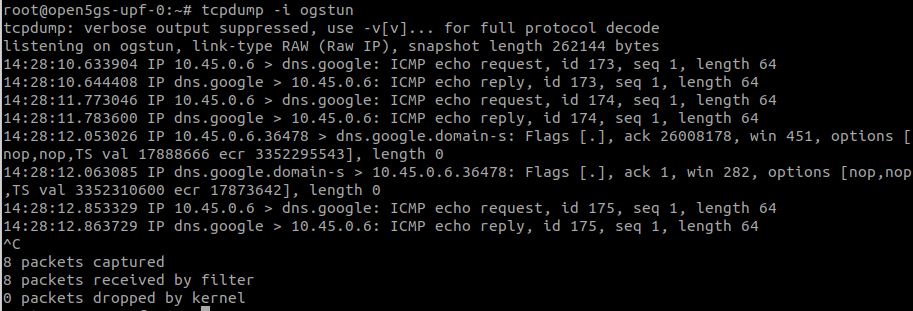 root@open5gs-upf-0:~# tcpdump -i ogstun
tcpdump: verbose output suppressed, use -v[v]... for full protocol decode
listening on ogstun, link-type RAW (Raw IP), snapshot length 262144 bytes
14:28:10.633904 IP 10.45.0.6 > dns.google: ICMP echo request, id 173, seq 1, length 64
14:28:10.644408 IP dns.google > 10.45.0.6: ICMP echo reply, id 173, seq 1, length 64
14:28:11.773046 IP 10.45.0.6 > dns.google: ICMP echo request, id 174, seq 1, length 64
14:28:11.783600 IP dns.google > 10.45.0.6: ICMP echo reply, id 174, seq 1, length 64
14:28:12.053026 IP 10.45.0.6.36478 > dns.google.domain-s: Flags [.], ack 26008178, win 451, options [
nop,nop,TS val 17888666 ecr 3352295543], length 0
14:28:12.063085 IP dns.google.domain-s > 10.45.0.6.36478: Flags [.], ack 1, win 282, options [nop,nop
,TS val 3352310600 ecr 17873642], length 0
14:28:12.853329 IP 10.45.0.6 > dns.google: ICMP echo request, id 175, seq 1, length 64
14:28:12.863729 IP dns.google > 10.45.0.6: ICMP echo reply, id 175, seq 1, length 64
^C
8 packets captured
8 packets received by filter
0 packets dropped by kernel